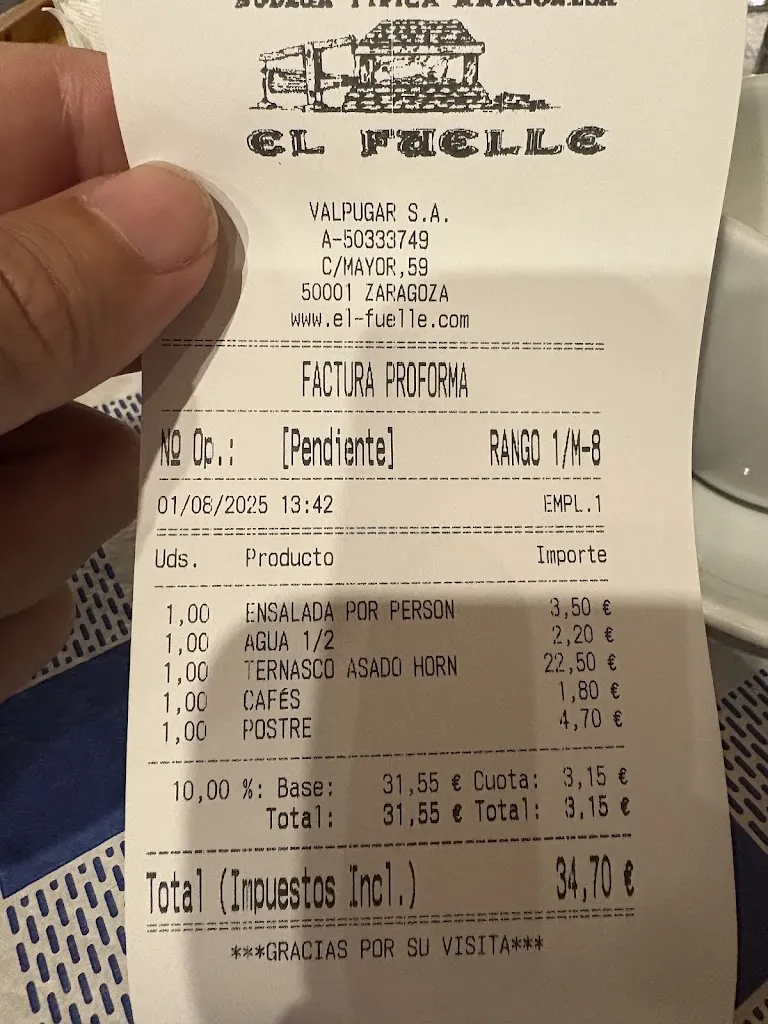 BODEGA TIPICA ARAGONESA
EL FUELLE
VALPUGAR S.A.
A-50333749
C/MAYOR,59
50001 ZARAGOZA
www.el-fuelle.com
FACTURA PROFORMA
Nº Op.: [Pendiente] RANGO 1/M-8
01/08/2025 13:42 EMPL.1
Uds. Producto Importe
1,00 ENSALADA POR PERSON 3,50 €
1,00 AGUA 1/2 2,20 €
1,00 TERNASCO ASADO HORN 22,50 €
1,00 CAFÉS 1,80 €
1,00 POSTRE 4,70 €
10,00 %: Base: 31,55 € Cuota: 3,15 €
Total: 31,55 € Total: 3,15 €
Total (Impuestos Incl.) 34,70 €
***GRACIAS POR SU VISITA***